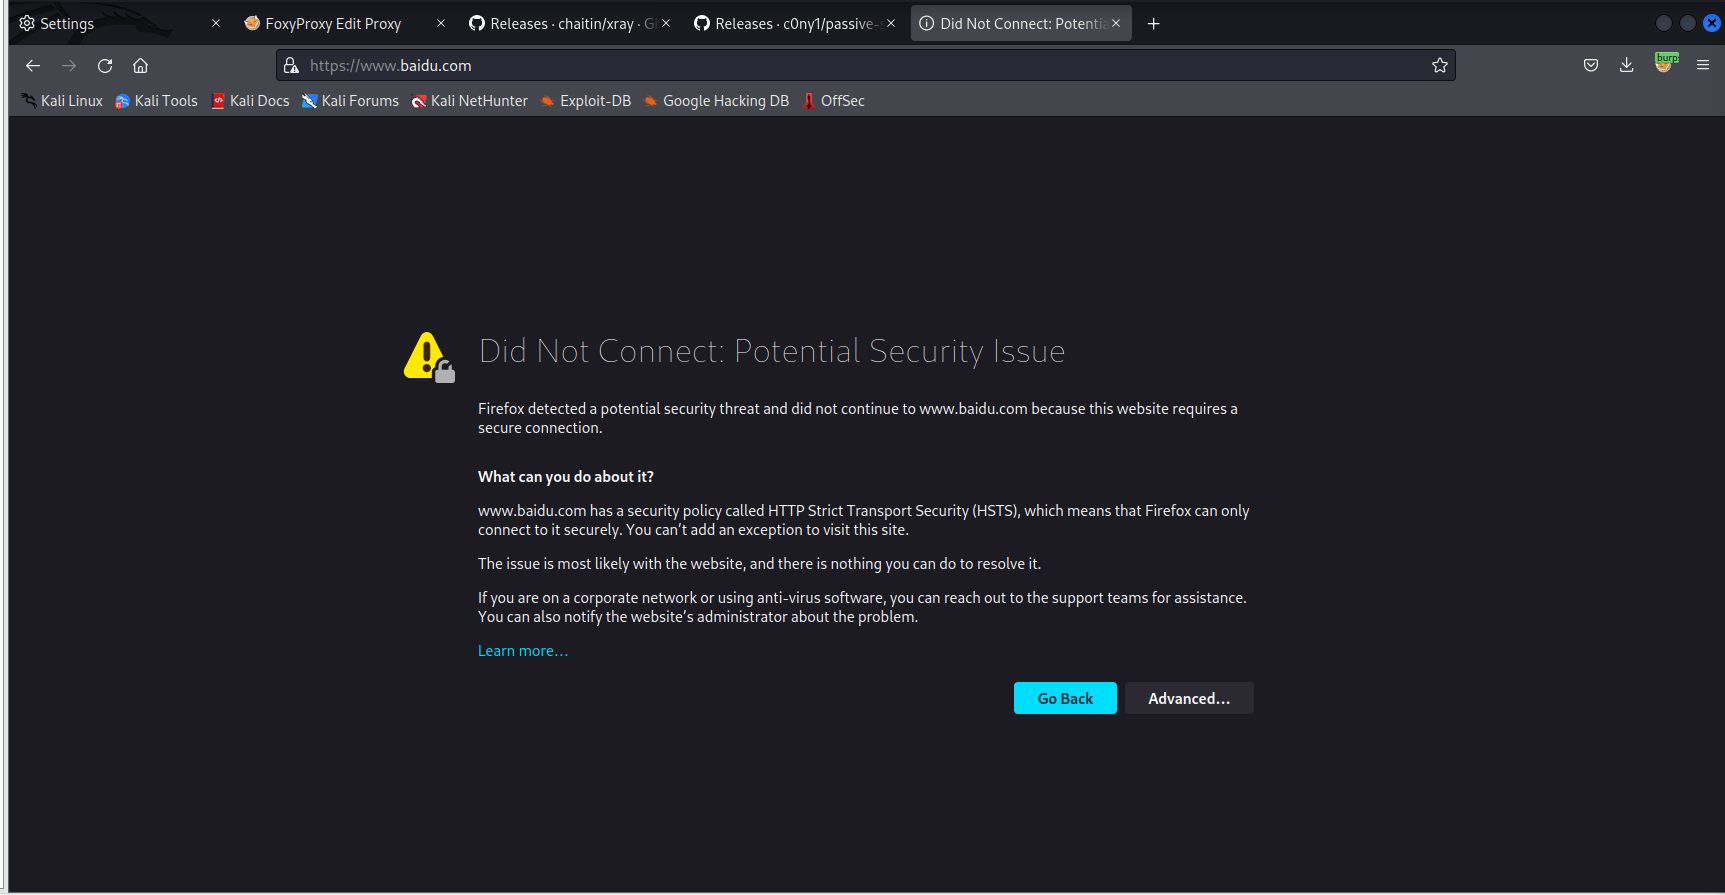 Settings
FoxyProxy Edit Proxy
Releases · chaitin/xray · G
Releases · c0ny1/passive-s
Did Not Connect: Potentia
https://www.baidu.com
burp
Kali Linux
Kali Tools
Kali Docs
Kali Forums
Kali NetHunter
Exploit-DB
Google Hacking DB
OffSec
Did Not Connect: Potential Security Issue
Firefox detected a potential security threat and did not continue to www.baidu.com because this website requires a
secure connection.
What can you do about it?
www.baidu.com has a security policy called HTTP Strict Transport Security (HSTS), which means that Firefox can only
connect to it securely. You can’t add an exception to visit this site.
The issue is most likely with the website, and there is nothing you can do to resolve it.
If you are on a corporate network or using anti-virus software, you can reach out to the support teams for assistance.
You can also notify the website’s administrator about the problem.
Learn more…
Go Back
Advanced…